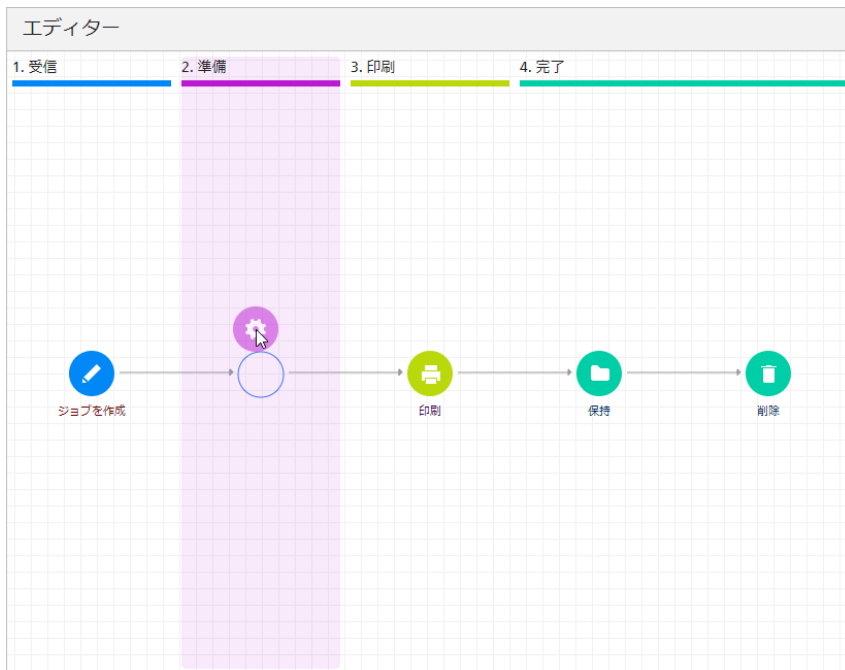 エディター
1. 受信
2. 準備
3. 印刷
4. 完了
ジョブを作成
印刷
保持
削除